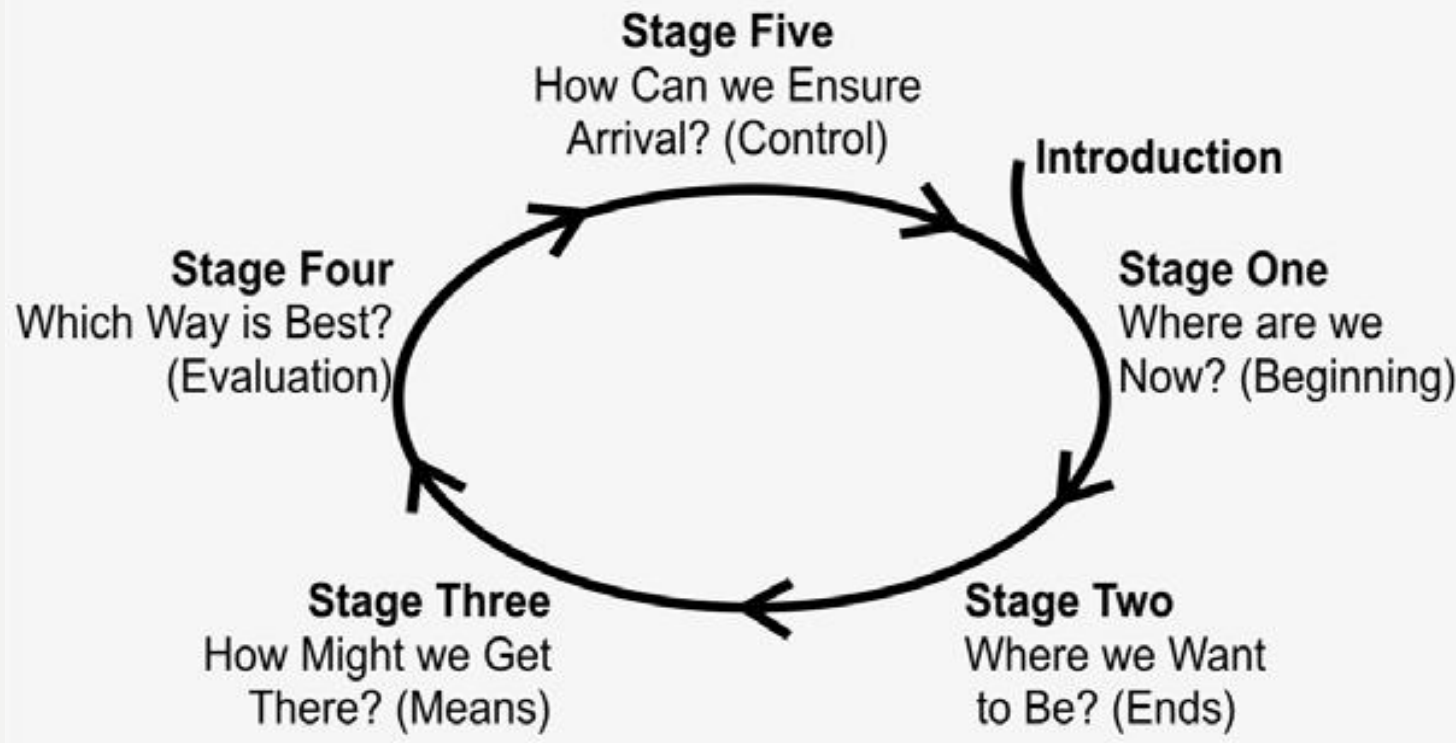 Stage Five
How Can we Ensure
Arrival? (Control)
Introduction
Stage Four
Which Way is Best?
(Evaluation)
Stage One
Where are we
Now? (Beginning)
Stage Three
How Might we Get
There? (Means)
Stage Two
Where we Want
to Be? (Ends)